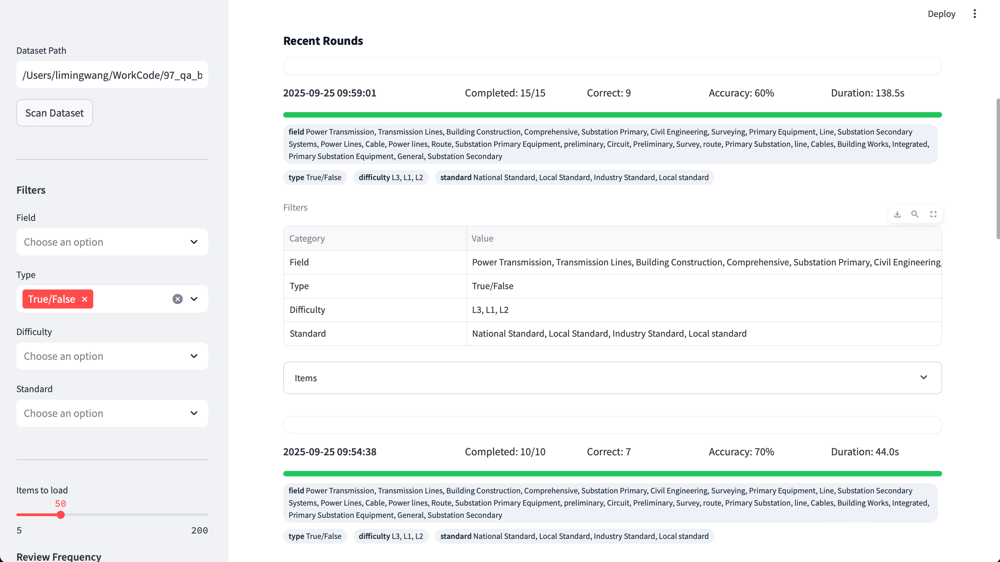 Deploy
Dataset Path
/Users/limingwang/WorkCode/97_qa_b
Scan Dataset
Filters
Field
Choose an option
Type
True/False
Difficulty
Choose an option
Standard
Choose an option
Items to load
50
5 200
Review Frequency
Recent Rounds
2025-09-25 09:59:01 Completed: 15/15 Correct: 9 Accuracy: 60% Duration: 138.5s
field Power Transmission, Transmission Lines, Building Construction, Comprehensive, Substation Primary, Civil Engineering, Surveying, Primary Equipment, Line, Substation Secondary
Systems, Power Lines, Cable, Power lines, Route, Substation Primary Equipment, preliminary, Circuit, Preliminary, Survey, route, Primary Substation, line, Cables, Building Works, Integrated,
Primary Substation Equipment, General, Substation Secondary
type True/False difficulty L3, L1, L2 standard National Standard, Local Standard, Industry Standard, Local standard
Filters
Category Value
Field Power Transmission, Transmission Lines, Building Construction, Comprehensive, Substation Primary, Civil Engineering,
Type True/False
Difficulty L3, L1, L2
Standard National Standard, Local Standard, Industry Standard, Local standard
Items
2025-09-25 09:54:38 Completed: 10/10 Correct: 7 Accuracy: 70% Duration: 44.0s
field Power Transmission, Transmission Lines, Building Construction, Comprehensive, Substation Primary, Civil Engineering, Surveying, Primary Equipment, Line, Substation Secondary
Systems, Power Lines, Cable, Power lines, Route, Substation Primary Equipment, preliminary, Circuit, Preliminary, Survey, route, Primary Substation, line, Cables, Building Works, Integrated,
Primary Substation Equipment, General, Substation Secondary
type True/False difficulty L3, L1, L2 standard National Standard, Local Standard, Industry Standard, Local standard